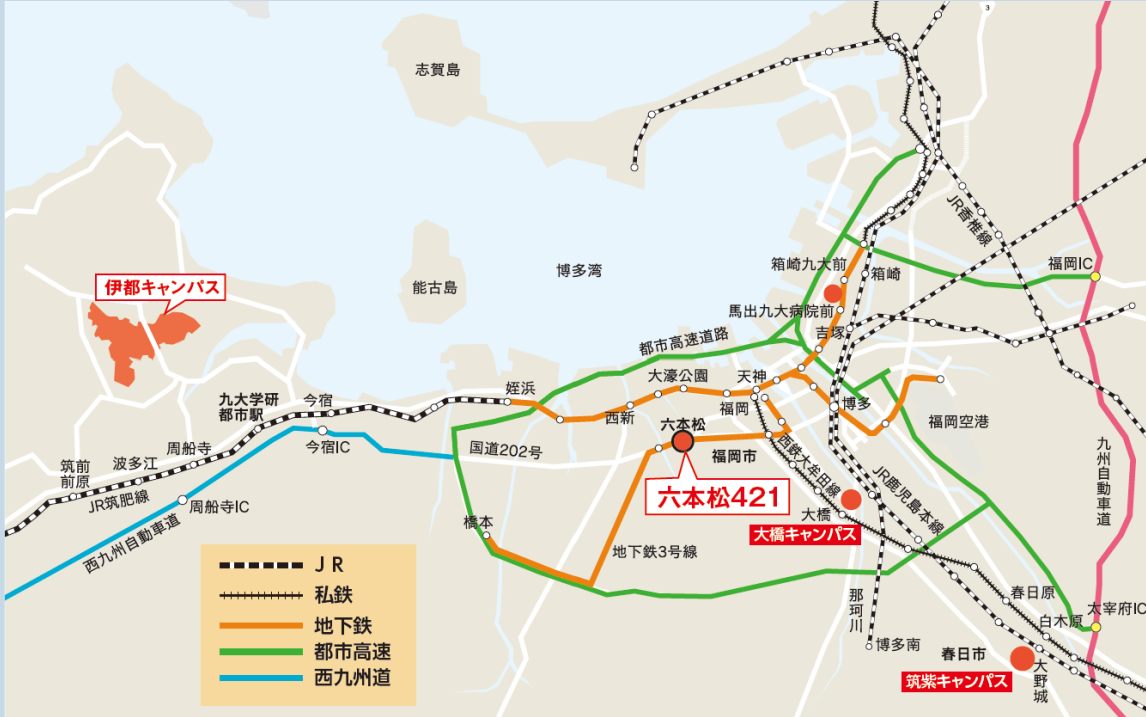 3
志賀島
JR香椎線
博多湾
箱崎九大前
箱崎
福岡IC
伊都キャンパス
能古島
馬出九大病院前
吉塚
都市高速道路
大濠公園
天神
姪浜
九大学研
都市駅
今宿
西新
福岡
博多
福岡空港
六本松
周船寺
今宿IC
国道202号
福岡市
九州自動車道
筑前
前原
波多江
西鉄大牟田線
JR鹿児島本線
六本松421
JR筑肥線
周船寺IC
橋本
大橋
西九州自動車道
大橋キャンパス
地下鉄3号線
JR
私鉄
地下鉄
都市高速
西九州道
那珂川
春日原
太宰府IC
白木原
博多南
春日市
大野城
筑紫キャンパス